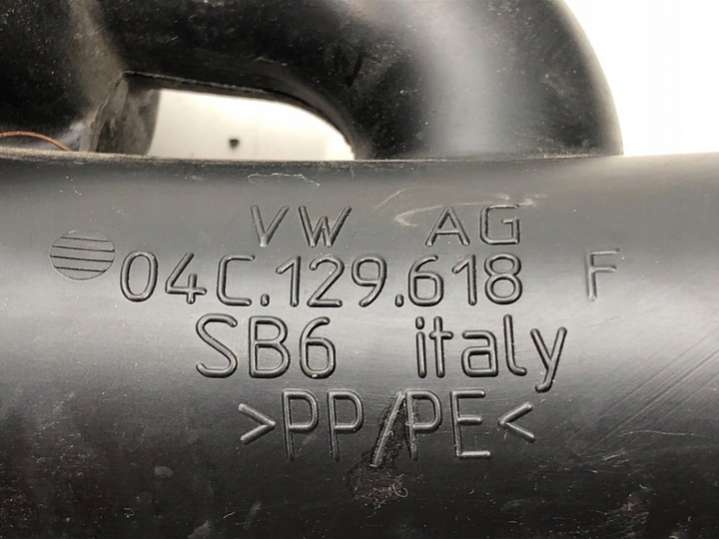 VW AG
04C.129.618 F
SB6 italy
>PP/PE<